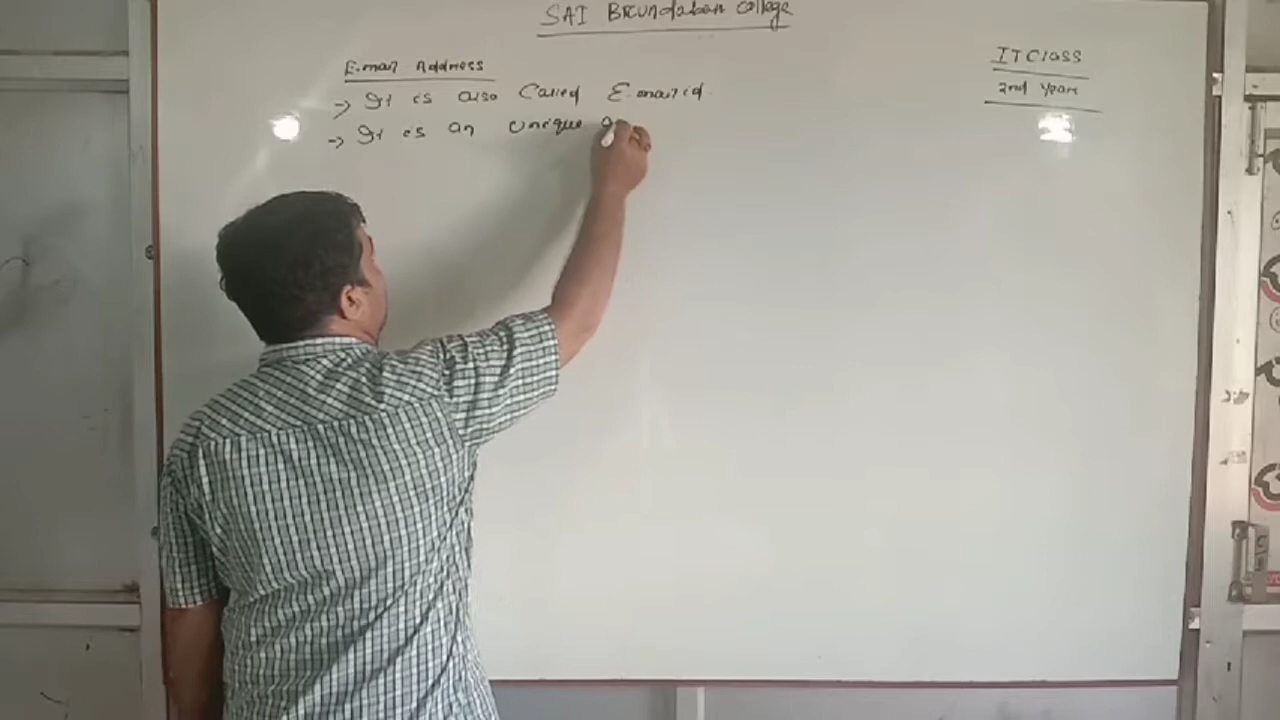 SAI Brundaban College
E.mail Address
IT Class
-> It is also called E.mail id.
2nd year
-> It is an unique